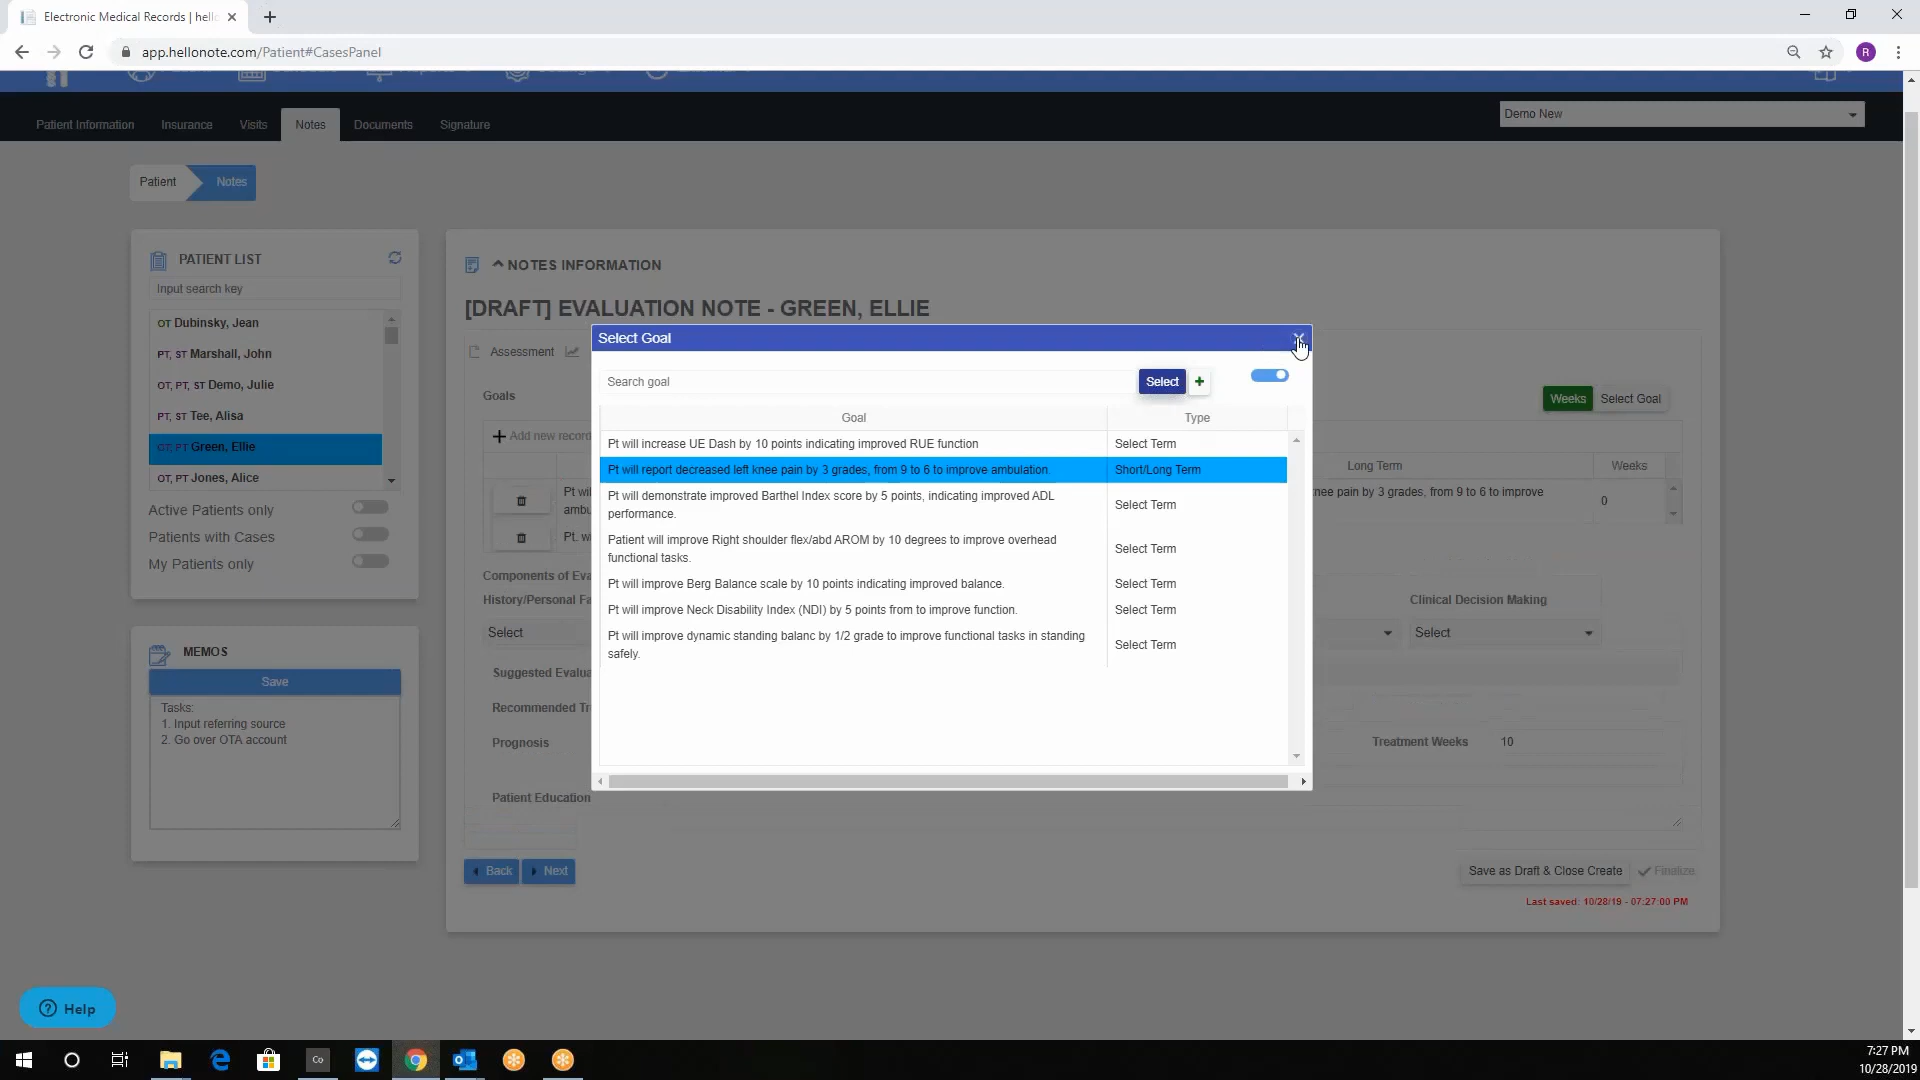 Electronic Medical Records | hell
app.hellonote.com/Patient#CasesPanel
R
Patient Information
Insurance
Visits
Notes
Documents
Signature
Demo New
Patient
Notes
PATIENT LIST
Input search key
OT Dubinsky, Jean
PT, ST Marshall, John
OT, PT, ST Demo, Julie
PT, ST Tee, Alisa
OT, PT Green, Ellie
OT, PT Jones, Alice
Active Patients only
Patients with Cases
My Patients only
MEMOS
Save
Tasks:
1. Input referring source
2. Go over OTA account
NOTES INFORMATION
[DRAFT] EVALUATION NOTE - GREEN, ELLIE
Assessment
Goals
Weeks
Select Goal
Add new record
Long Term
Weeks
Pt wi
ambu
nee pain by 3 grades, from 9 to 6 to improve
0
Pt. w
Components of Eva
History/Personal Fa
Clinical Decision Making
Select
Select
Suggested Evalua
Recommended Tr
Prognosis
Treatment Weeks
10
Patient Education
Back
Next
Save as Draft & Close Create
Finalize
Last saved: 10/28/19 - 07:27:00 PM
Select Goal
Search goal
Select
Goal
Type
Pt will increase UE Dash by 10 points indicating improved RUE function
Select Term
Pt will report decreased left knee pain by 3 grades, from 9 to 6 to improve ambulation.
Short/Long Term
Pt will demonstrate improved Barthel Index score by 5 points, indicating improved ADL
performance.
Select Term
Patient will improve Right shoulder flex/abd AROM by 10 degrees to improve overhead
functional tasks.
Select Term
Pt will improve Berg Balance scale by 10 points indicating improved balance.
Select Term
Pt will improve Neck Disability Index (NDI) by 5 points from to improve function.
Select Term
Pt will improve dynamic standing balanc by 1/2 grade to improve functional tasks in standing
safely.
Select Term
Help
Co
7:27 PM
10/28/2019